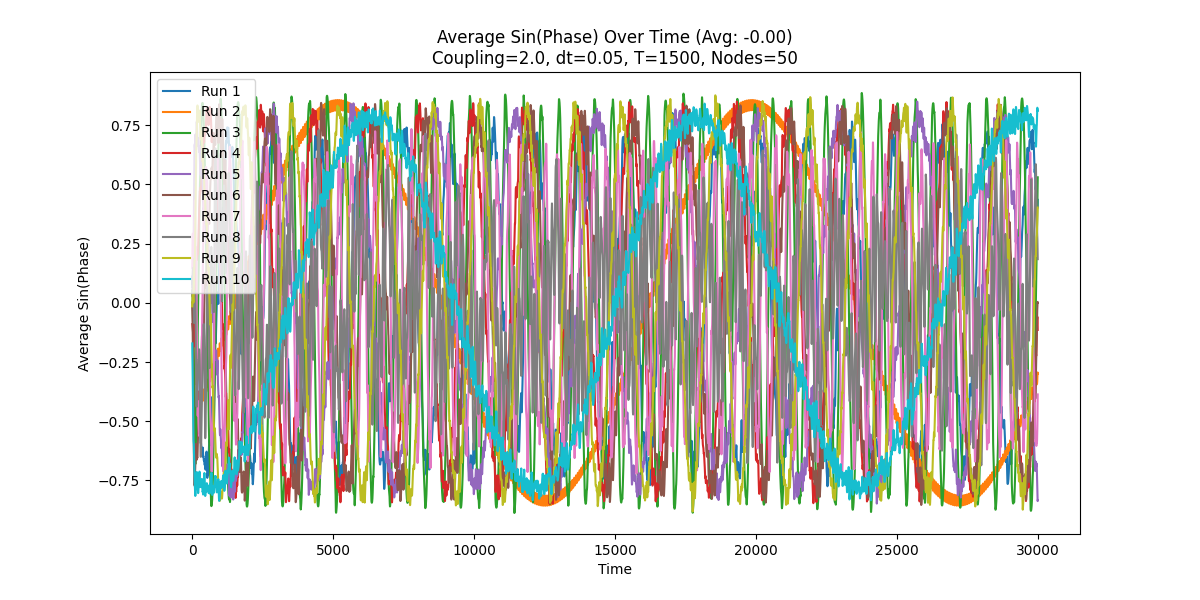 Average Sin(Phase) Over Time (Avg: -0.00)
Coupling=2.0, dt=0.05, T=1500, Nodes=50
Run 1
Run 2
Run 3
Run 4
Run 5
Run 6
Run 7
Run 8
Run 9
Run 10
Average Sin(Phase)
0.75
0.50
0.25
0.00
−0.25
−0.50
−0.75
0 5000 10000 15000 20000 25000 30000
Time